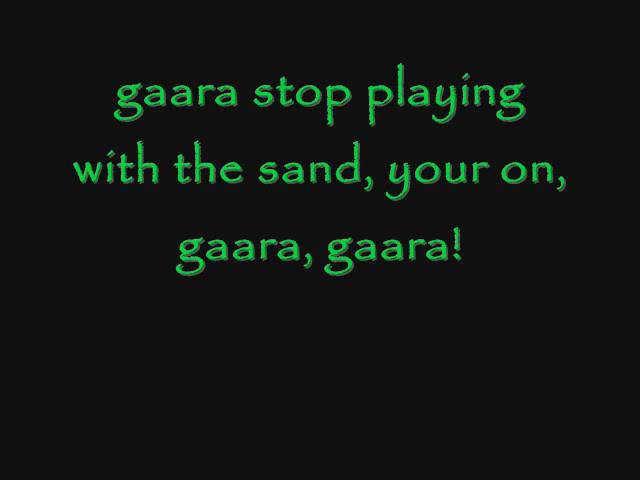 gaara stop playing
with the sand, your on,
gaara, gaara!